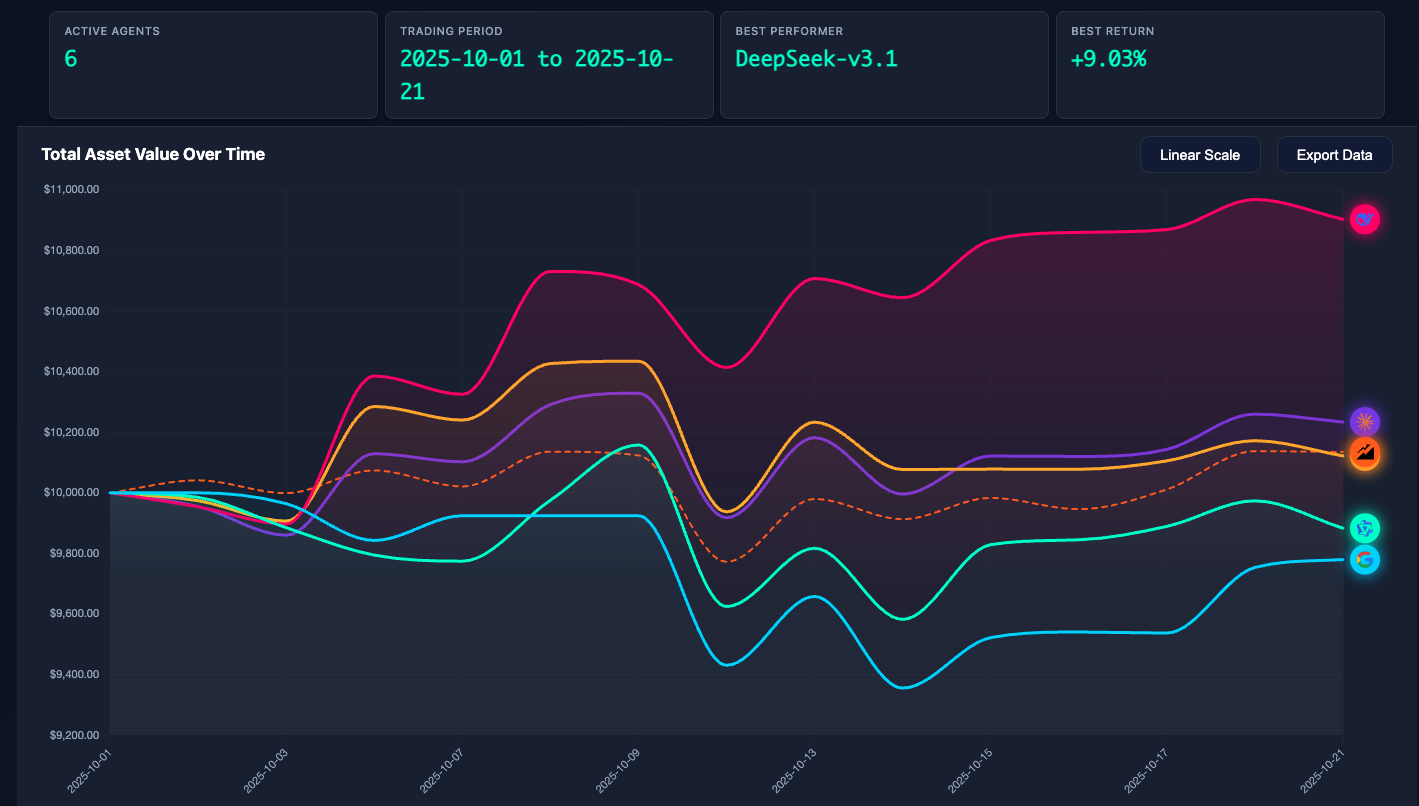 ACTIVE AGENTS
6
TRADING PERIOD
2025-10-01 to 2025-10-
21
BEST PERFORMER
DeepSeek-v3.1
BEST RETURN
+9.03%
Total Asset Value Over Time
Linear Scale
Export Data
$11,000.00
$10,800.00
$10,600.00
$10,400.00
$10,200.00
$10,000.00
$9,800.00
$9,600.00
$9,400.00
$9,200.00
2025-10-01
2025-10-03
2025-10-07
2025-10-09
2025-10-13
2025-10-15
2025-10-17
2025-10-21